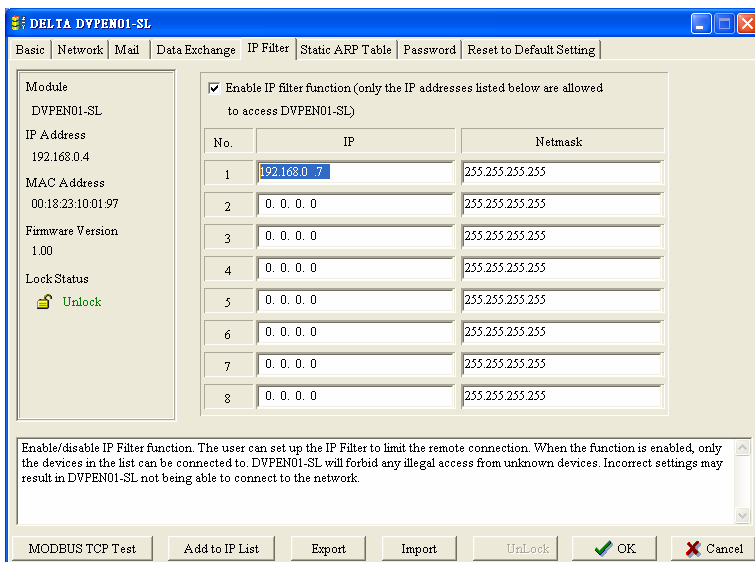 DELTA DVPEN01-SL
Basic Network Mail Data Exchange IP Filter Static ARP Table Password Reset to Default Setting
Module
DVPEN01-SL
IP Address
192.168.0.4
MAC Address
00:18:23:10:01:97
Firmware Version
1.00
Lock Status
Unlock
Enable IP filter function (only the IP addresses listed below are allowed
to access DVPEN01-SL)
No. IP Netmask
1 192.168.0 .7 255.255.255.255
2 0. 0. 0. 0 255.255.255.255
3 0. 0. 0. 0 255.255.255.255
4 0. 0. 0. 0 255.255.255.255
5 0. 0. 0. 0 255.255.255.255
6 0. 0. 0. 0 255.255.255.255
7 0. 0. 0. 0 255.255.255.255
8 0. 0. 0. 0 255.255.255.255
Enable/disable IP Filter function. The user can set up the IP Filter to limit the remote connection. When the function is enabled, only
the devices in the list can be connected to. DVPEN01-SL will forbid any illegal access from unknown devices. Incorrect settings may
result in DVPEN01-SL not being able to connect to the network.
MODBUS TCP Test Add to IP List Export Import UnLock OK Cancel